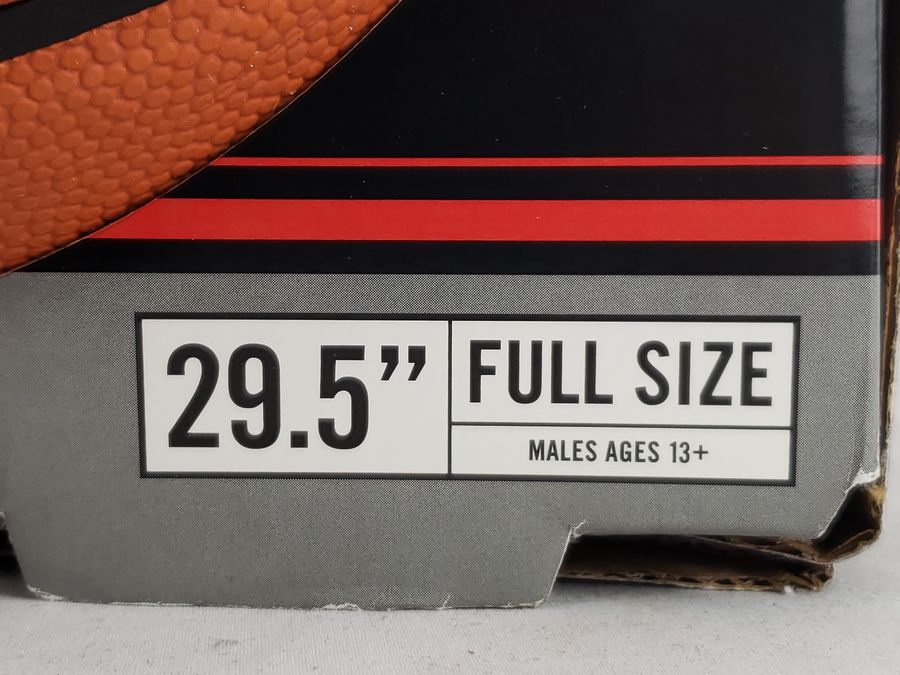 29.5”
FULL SIZE
MALES AGES 13+